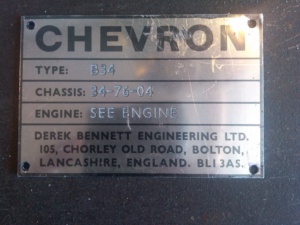 CHEVRON
TYPE: B34
CHASSIS: 34-76-04
ENGINE: SEE ENGINE
DEREK BENNETT ENGINEERING LTD.
105, CHORLEY OLD ROAD, BOLTON,
LANCASHIRE, ENGLAND. BL1 3AS.